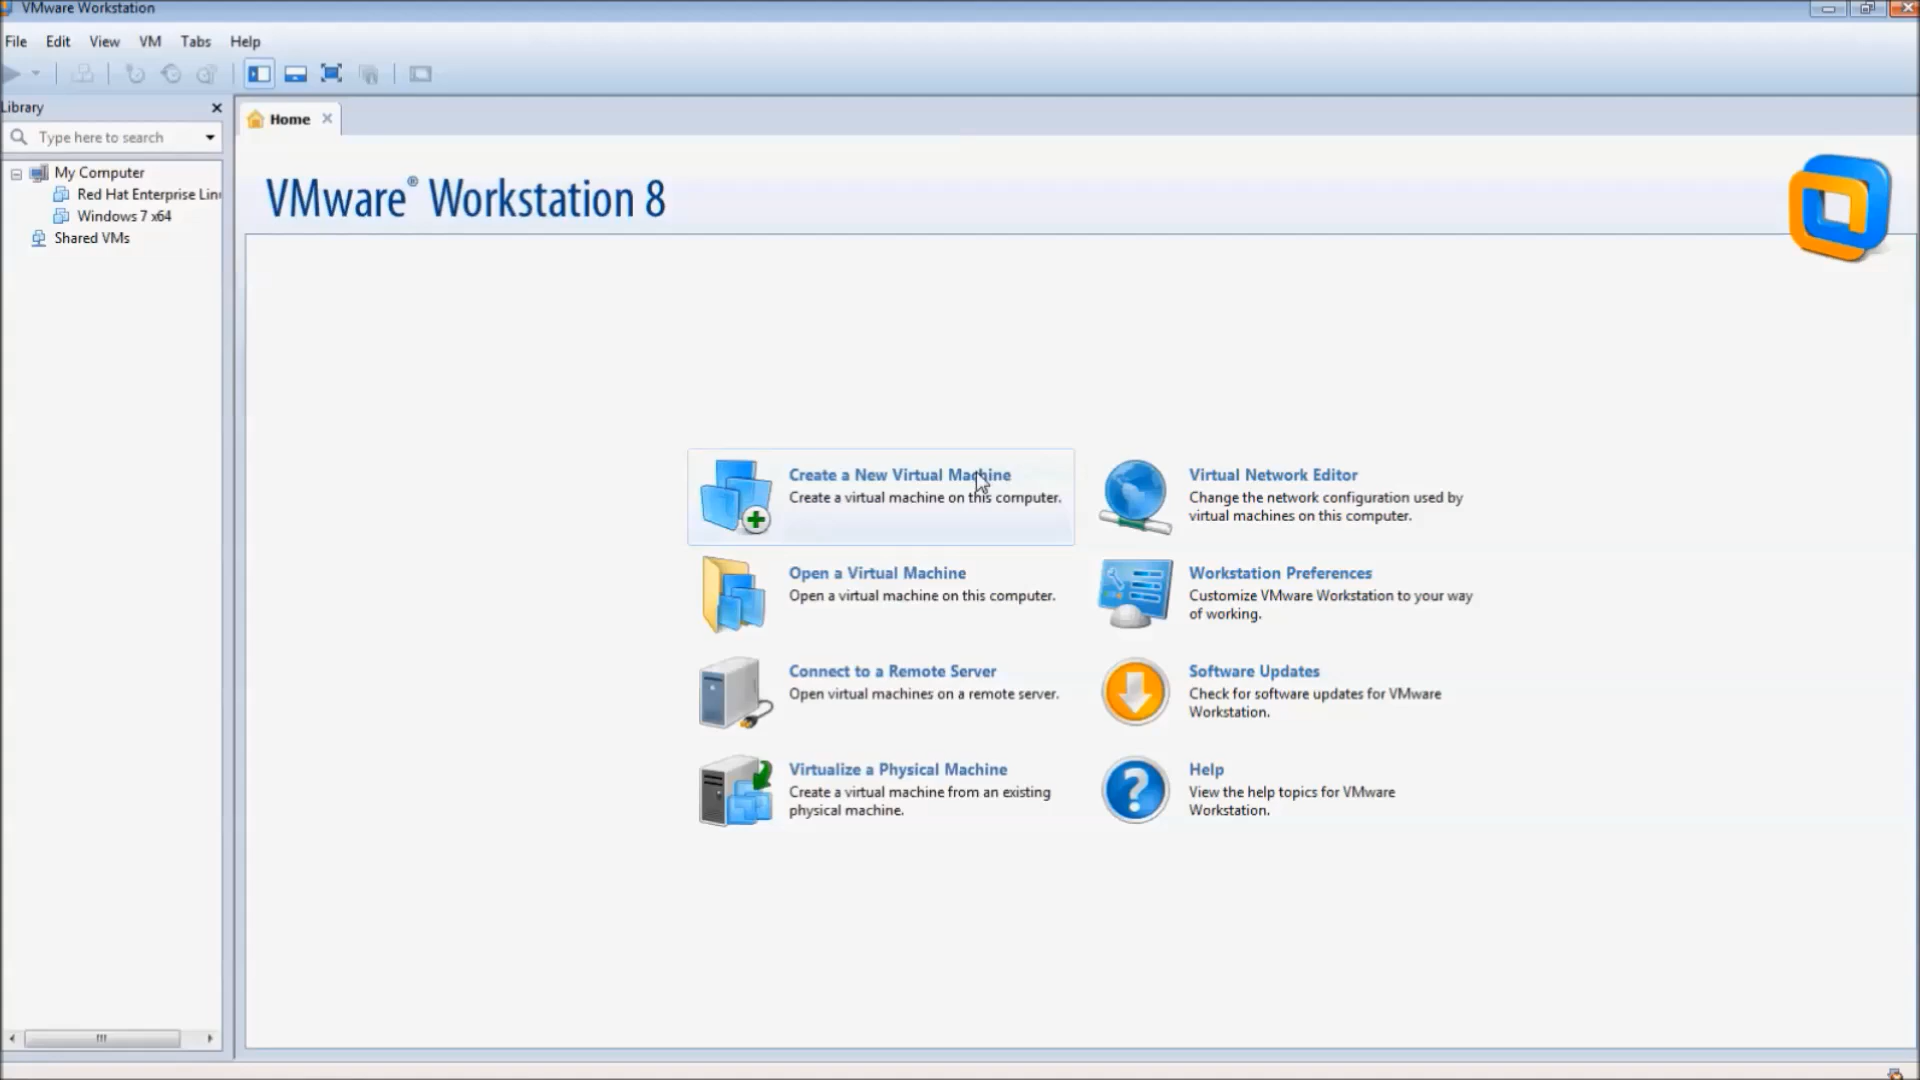 VMware Workstation
File Edit View VM Tabs Help
Library
Type here to search
My Computer
Red Hat Enterprise Lin
Windows 7 x64
Shared VMs
Home
VMware® Workstation 8
Create a New Virtual Machine
Create a virtual machine on this computer.
Open a Virtual Machine
Open a virtual machine on this computer.
Connect to a Remote Server
Open virtual machines on a remote server.
Virtualize a Physical Machine
Create a virtual machine from an existing
physical machine.
Virtual Network Editor
Change the network configuration used by
virtual machines on this computer.
Workstation Preferences
Customize VMware Workstation to your way
of working.
Software Updates
Check for software updates for VMware
Workstation.
Help
View the help topics for VMware
Workstation.